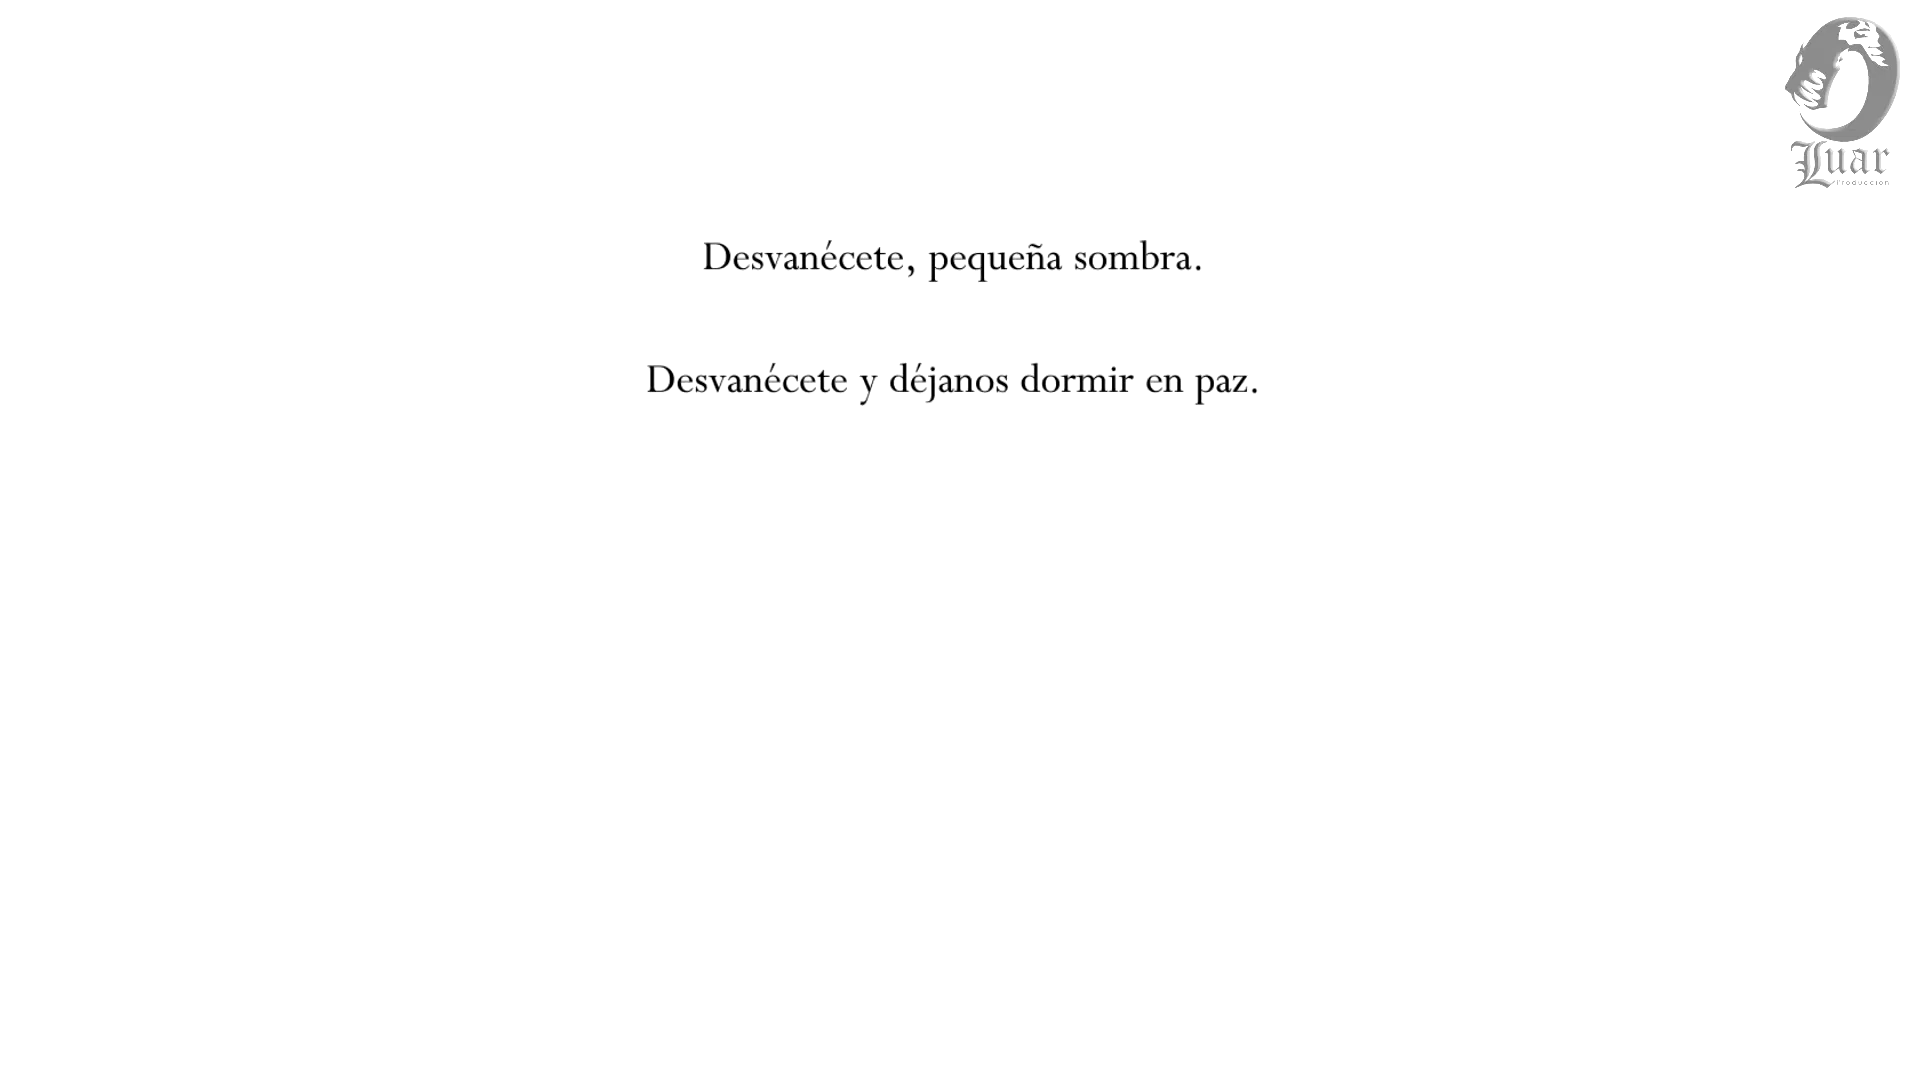 Luar
Producción
Desvanécete, pequeña sombra.
Desvanécete y déjanos dormir en paz.